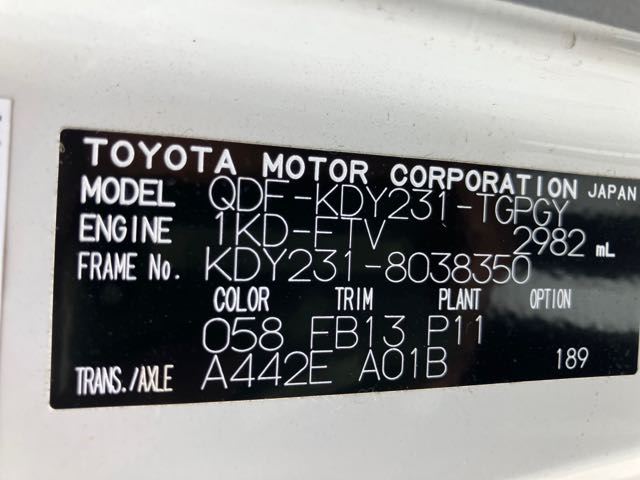 TOYOTA MOTOR CORPORATION JAPAN
MODEL QDF-KDY231-TGPGY
ENGINE 1KD-FTV 2982 mL
FRAME No. KDY231-8038350
COLOR TRIM PLANT OPTION
058 FB13 P11
TRANS./AXLE A442E A01B 189